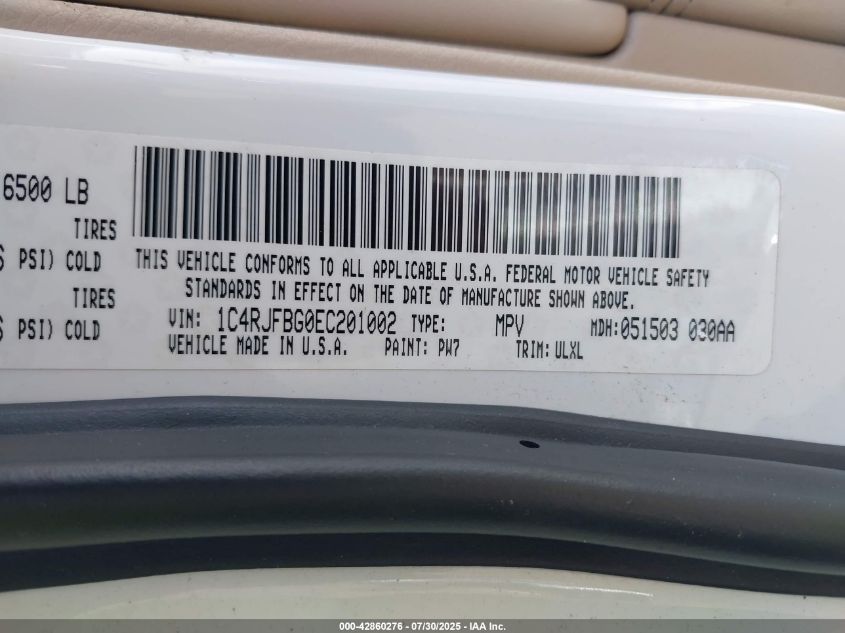 6500 LB
TIRES
PSI) COLD
TIRES
PSI) COLD
THIS VEHICLE CONFORMS TO ALL APPLICABLE U.S.A. FEDERAL MOTOR VEHICLE SAFETY
STANDARDS IN EFFECT ON THE DATE OF MANUFACTURE SHOWN ABOVE.
VIN: 1C4RJFBG0EC201002 TYPE: MPV MDH:051503 030AA
VEHICLE MADE IN U.S.A. PAINT: PW7 TRIM: ULXL
000-42860276 - 07/30/2025 - IAA Inc.